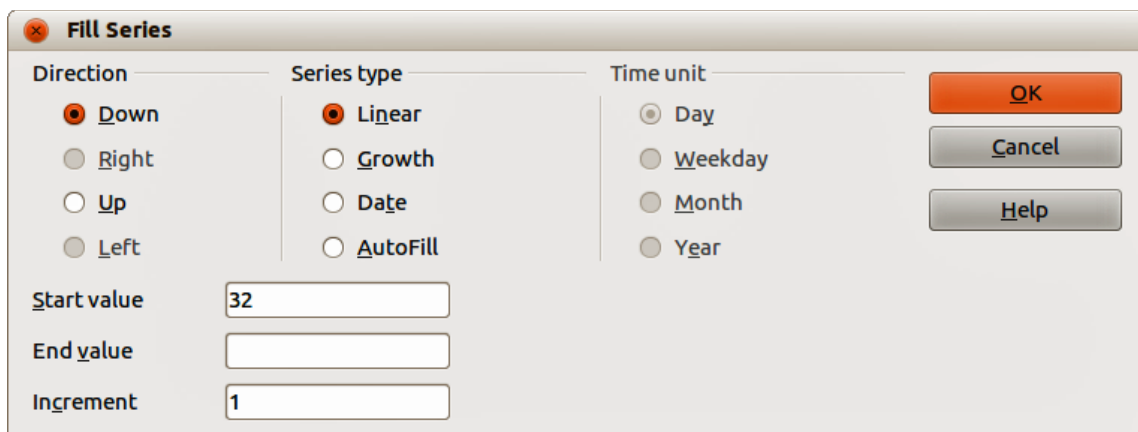 Fill Series
Direction
Down
Right
Up
Left
Series type
Linear
Growth
Date
AutoFill
Time unit
Day
Weekday
Month
Year
OK
Cancel
Help
Start value 32
End value
Increment 1